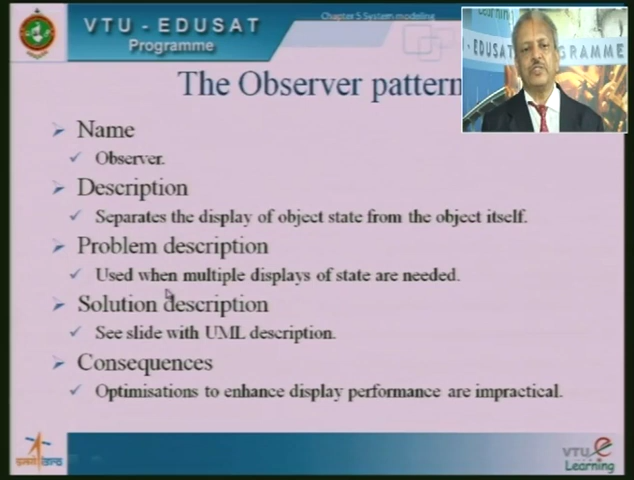 VTU - EDUSAT
Programme
Chapter 5 System modeling
- EDUSAT PROGRAMME
The Observer pattern
Name
Observer.
Description
Separates the display of object state from the object itself.
Problem description
Used when multiple displays of state are needed.
Solution description
See slide with UML description.
Consequences
Optimisations to enhance display performance are impractical.
VTU e
Learning